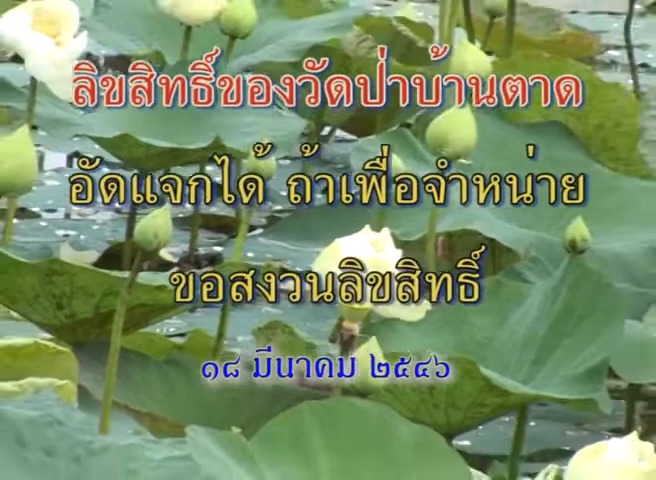 ลิขสิทธิ์ของวัดป่าบ้านตาด
อัดแจกได้ ถ้าเพื่อจำหน่าย
ขอสงวนลิขสิทธิ์
๑๘ มีนาคม ๒๕๔๖